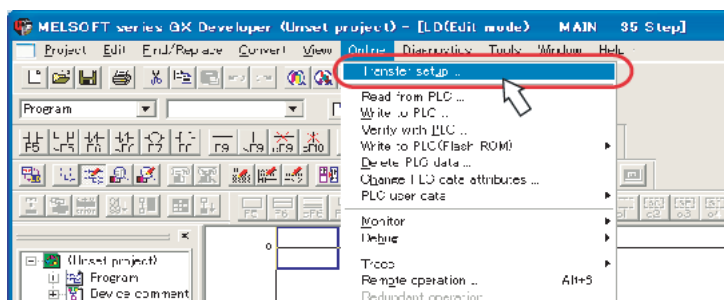 MELSOFT series GX Developer (Unset project) - [LD(Edit mode) MAIN 35 Step]
Project Edit Find/Replace Convert View Online Diagnostics Tools Window Help
Transfer setup ...
Read from PLC ...
Program
Write to PLC ...
Verify with PLC ...
F5 F9
Write to PLC(Flash ROM)
Delete PLC data ...
Change PLC data attributes ...
PLC user data
Monitor
Debug
0
(Unset project)
Trace
Program
Remote operation ... Alt+6
Device comment
Redundant operation